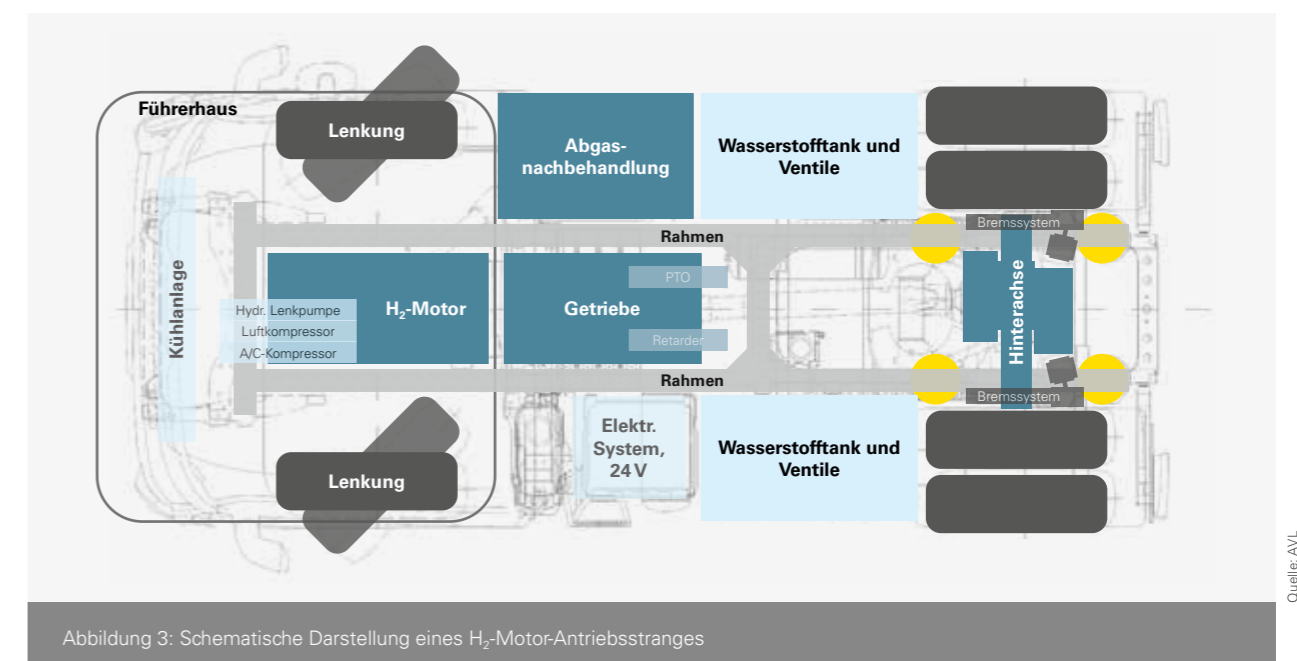 Führerhaus
Lenkung
Abgas-
nachbehandlung
Wasserstofftank und
Ventile
Bremssystem
Rahmen
Kühlanlage
Hydr. Lenkpumpe
Luftkompressor
A/C-Kompressor
H₂-Motor
Getriebe
PTO
Retarder
Hinterachse
Rahmen
Bremssystem
Elektr.
System,
24 V
Wasserstofftank und
Ventile
Lenkung
Quelle: AVL
Abbildung 3: Schematische Darstellung eines H₂-Motor-Antriebsstranges